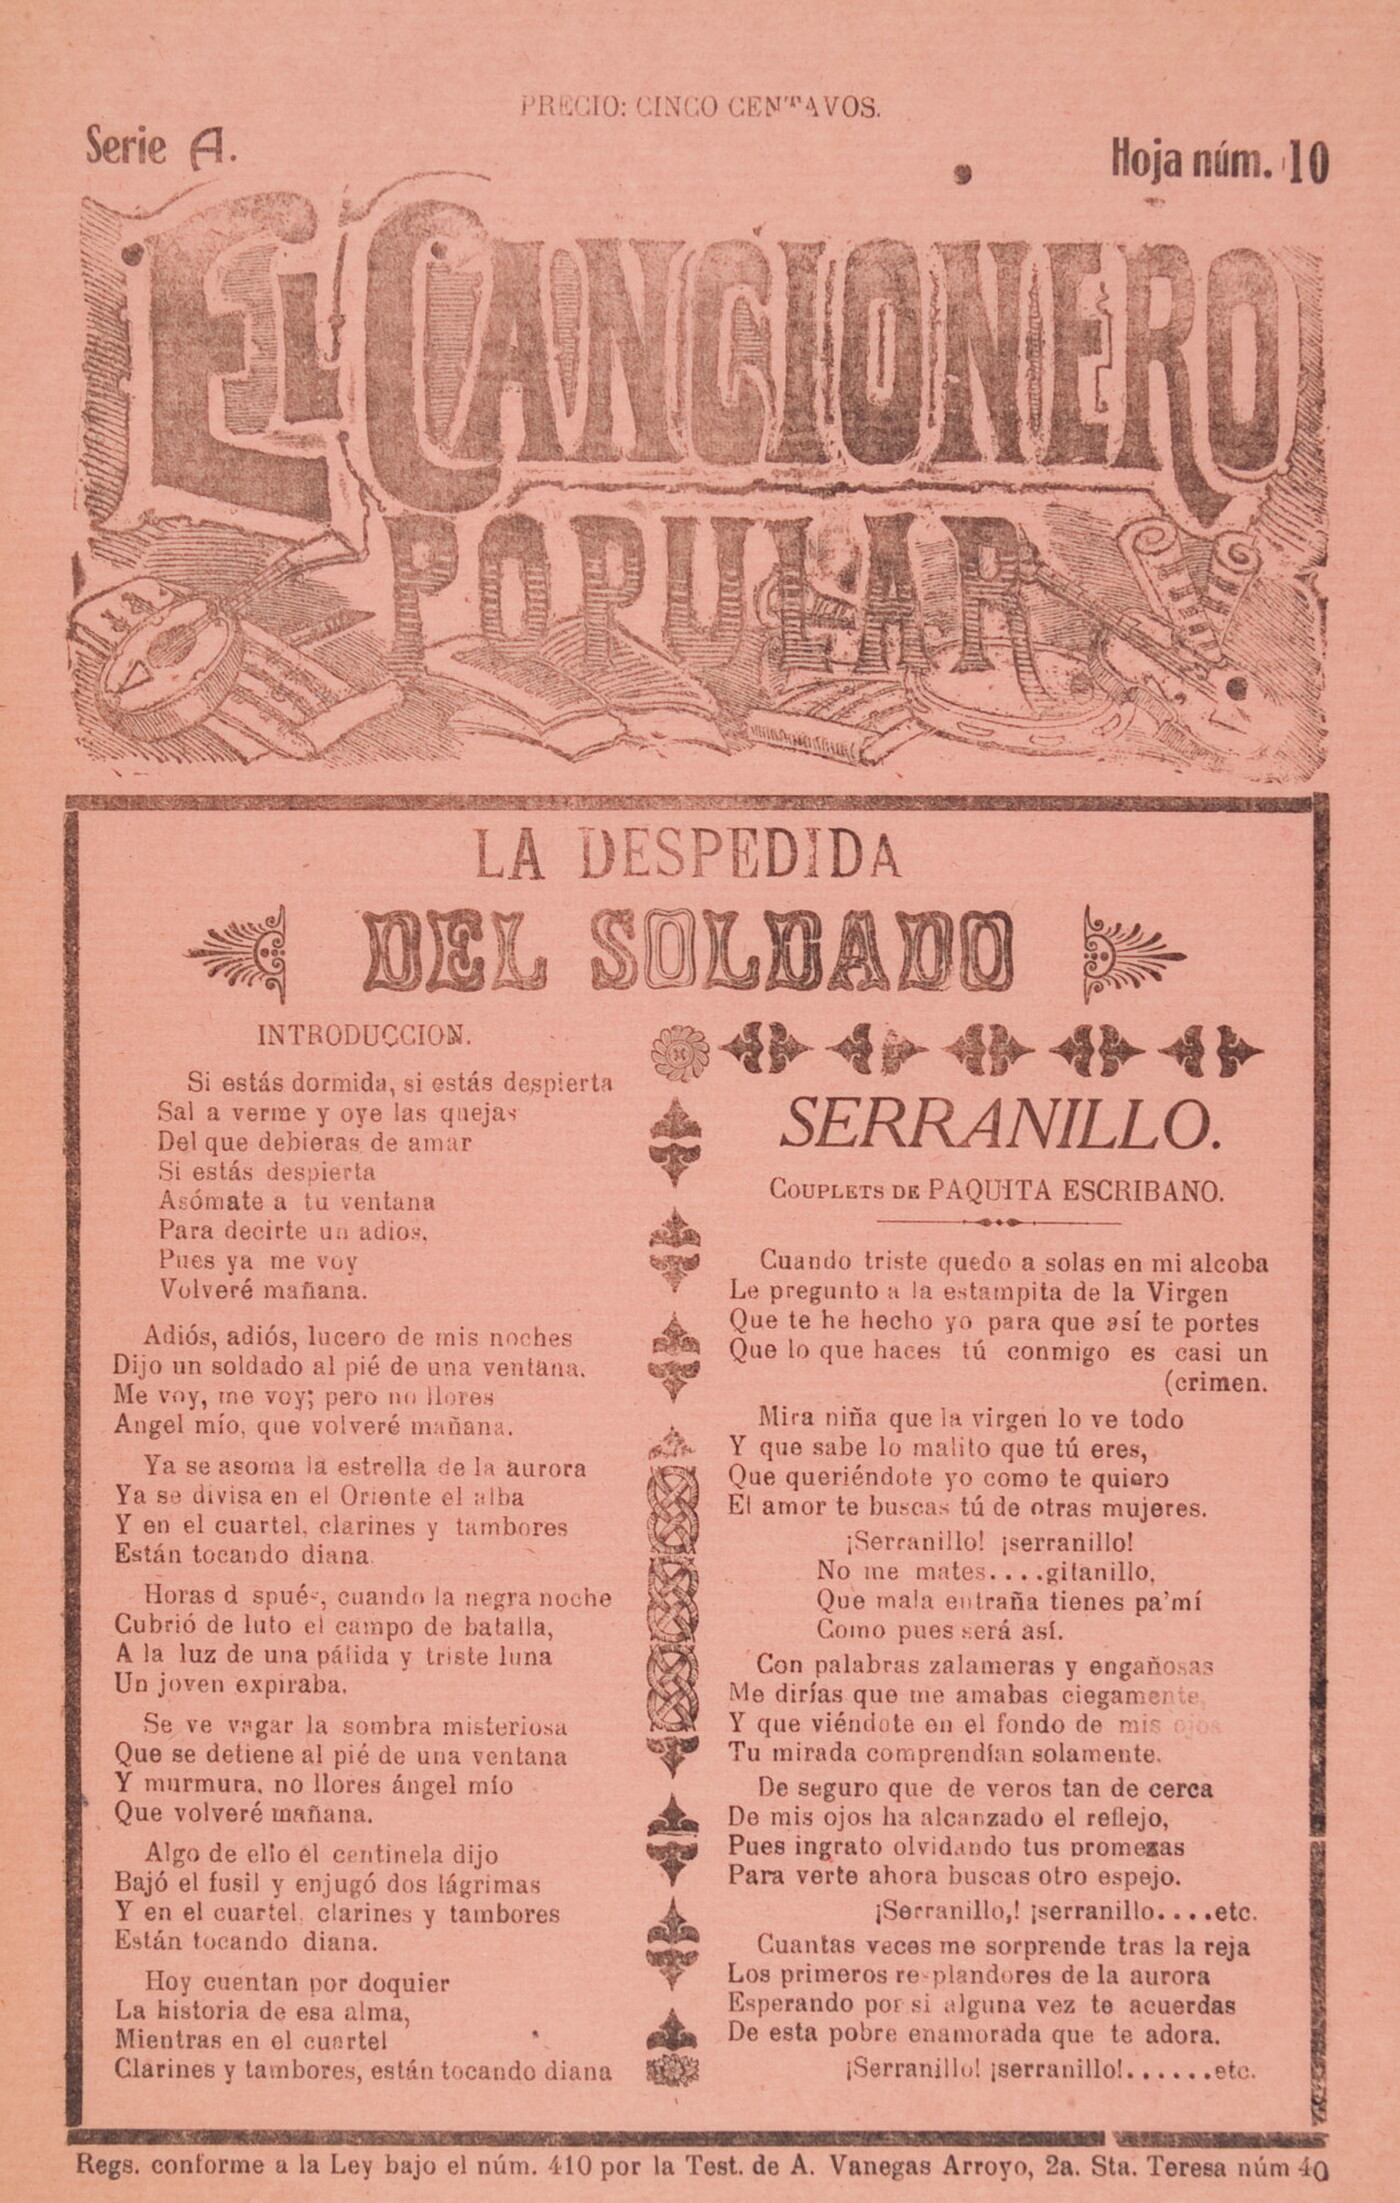 PRECIO: CINCO CENTAVOS.
Serie A.
Hoja núm. 10
EL CANCIONERO
POPULAR
LA DESPEDIDA
DEL SOLDADO
INTRODUCCION.
Si estás dormida, si estás despierta
Sal a verme y oye las quejas
Del que debieras de amar
Si estás despierta
Asómate a tu ventana
Para decirte un adios.
Pues ya me voy
Volveré mañana.
Adiós, adiós, lucero de mis noches
Dijo un soldado al pié de una ventana.
Me voy, me voy; pero no llores
Angel mío, que volveré mañana.
Ya se asoma la estrella de la aurora
Ya se divisa en el Oriente el alba
Y en el cuartel, clarines y tambores
Están tocando diana.
Horas d spués, cuando la negra noche
Cubrió de luto el campo de batalla,
A la luz de una pálida y triste luna
Un joven expiraba.
Se ve vagar la sombra misteriosa
Que se detiene al pié de una ventana
Y murmura, no llores ángel mío
Que volveré mañana.
Algo de ello el centinela dijo
Bajó el fusil y enjugó dos lágrimas
Y en el cuartel, clarines y tambores
Están tocando diana.
Hoy cuentan por doquier
La historia de esa alma,
Mientras en el cuartel
Clarines y tambores, están tocando diana
SERRANILLO.
COUPLETS DE PAQUITA ESCRIBANO.
Cuando triste quedo a solas en mi alcoba
Le pregunto a la estampita de la Virgen
Que te he hecho yo para que así te portes
Que lo que haces tú conmigo es casi un
(crimen.
Mira niña que la virgen lo ve todo
Y que sabe lo malito que tú eres,
Que queriéndote yo como te quiero
El amor te buscas tú de otras mujeres.
¡Serranillo! ¡serranillo!
No me mates....gitanillo,
Que mala entraña tienes pa'mí
Como pues será así.
Con palabras zalameras y engañosas
Me dirías que me amabas ciegamente,
Y que viéndote en el fondo de mis ojos
Tu mirada comprendían solamente.
De seguro que de veros tan de cerca
De mis ojos ha alcanzado el reflejo,
Pues ingrato olvidando tus promezas
Para verte ahora buscas otro espejo.
¡Serranillo,! ¡serranillo....etc.
Cuantas veces me sorprende tras la reja
Los primeros resplandores de la aurora
Esperando por si alguna vez te acuerdas
De esta pobre enamorada que te adora.
¡Serranillo! ¡serranillo!......etc.
Regs. conforme a la Ley bajo el núm. 410 por la Test. de A. Vanegas Arroyo, 2a. Sta. Teresa núm 40